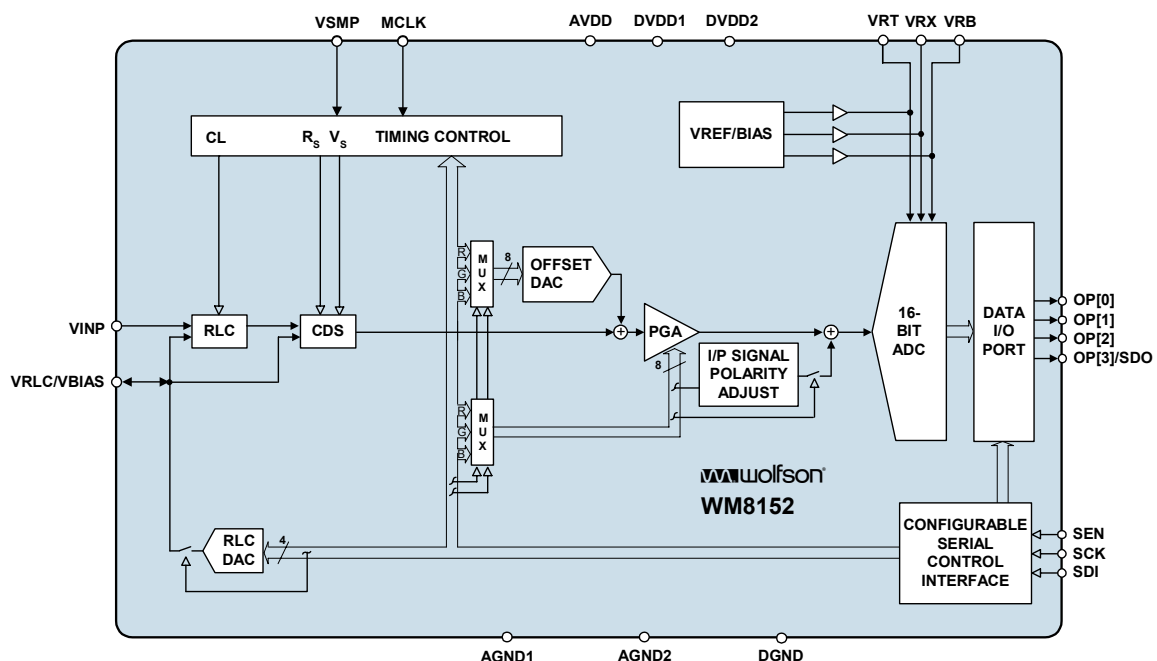 VSMP MCLK AVDD DVDD1 DVDD2 VRT VRX VRB
CL RS VS TIMING CONTROL
VREF/BIAS
R
G
B
MUX
8
OFFSET
DAC
VINP
RLC
CDS
PGA
8
I/P SIGNAL
POLARITY
ADJUST
16-
BIT
ADC
DATA
I/O
PORT
OP[0]
OP[1]
OP[2]
OP[3]/SDO
VRLC/VBIAS
R
G
B
MUX
wolfson®
WM8152
RLC
DAC
4
CONFIGURABLE
SERIAL
CONTROL
INTERFACE
SEN
SCK
SDI
AGND1 AGND2 DGND